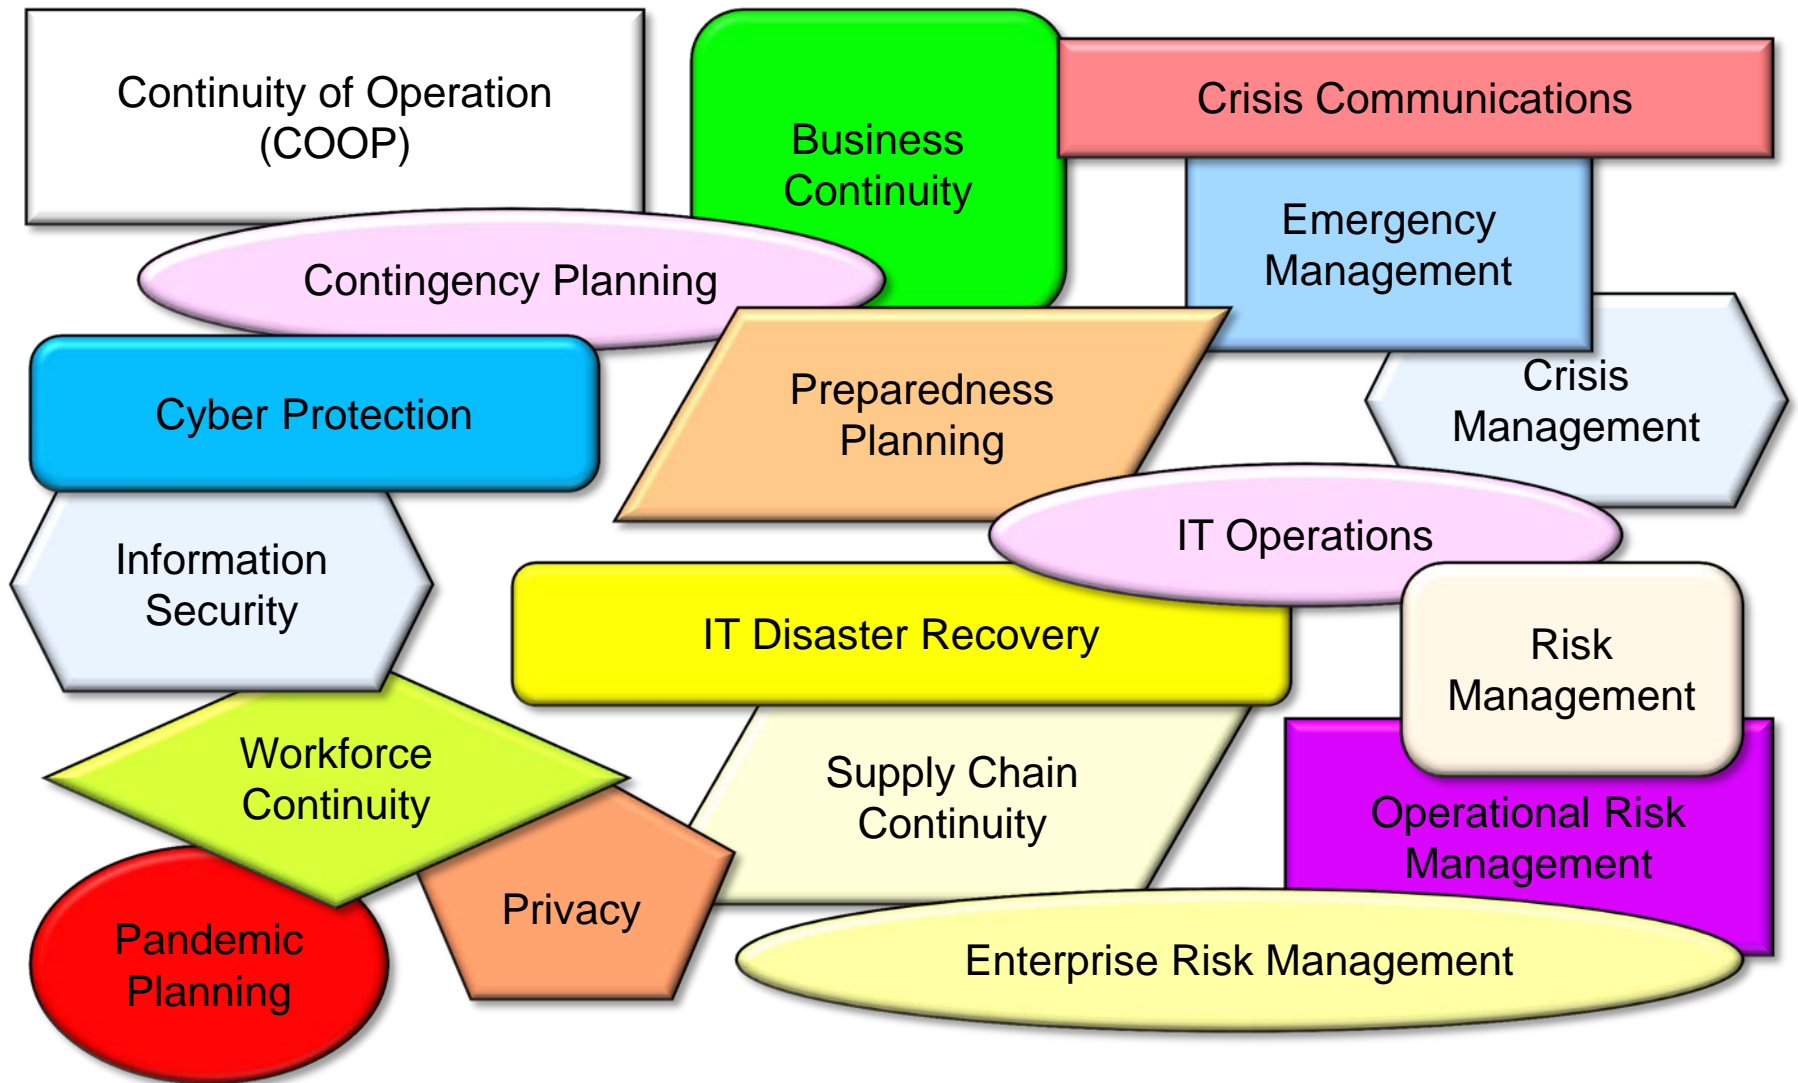 Continuity of Operation
(COOP)
Business
Continuity
Crisis Communications
Emergency
Management
Contingency Planning
Cyber Protection
Preparedness
Planning
Crisis
Management
Information
Security
IT Operations
IT Disaster Recovery
Risk
Management
Workforce
Continuity
Supply Chain
Continuity
Operational Risk
Management
Privacy
Pandemic
Planning
Enterprise Risk Management